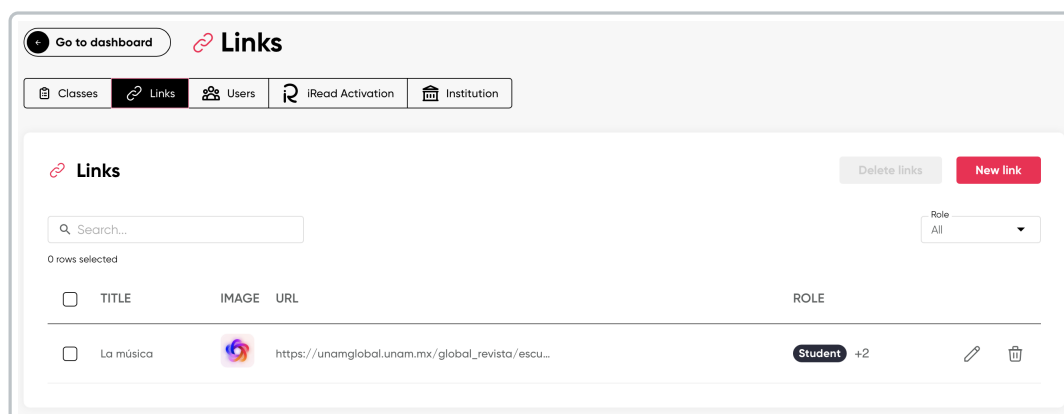 Go to dashboard Links
Classes Links Users iRead Activation Institution
Links Delete links New link
Role
Search... All
0 rows selected
TITLE IMAGE URL ROLE
La música https://unamglobal.unam.mx/global_revista/escu... Student +2